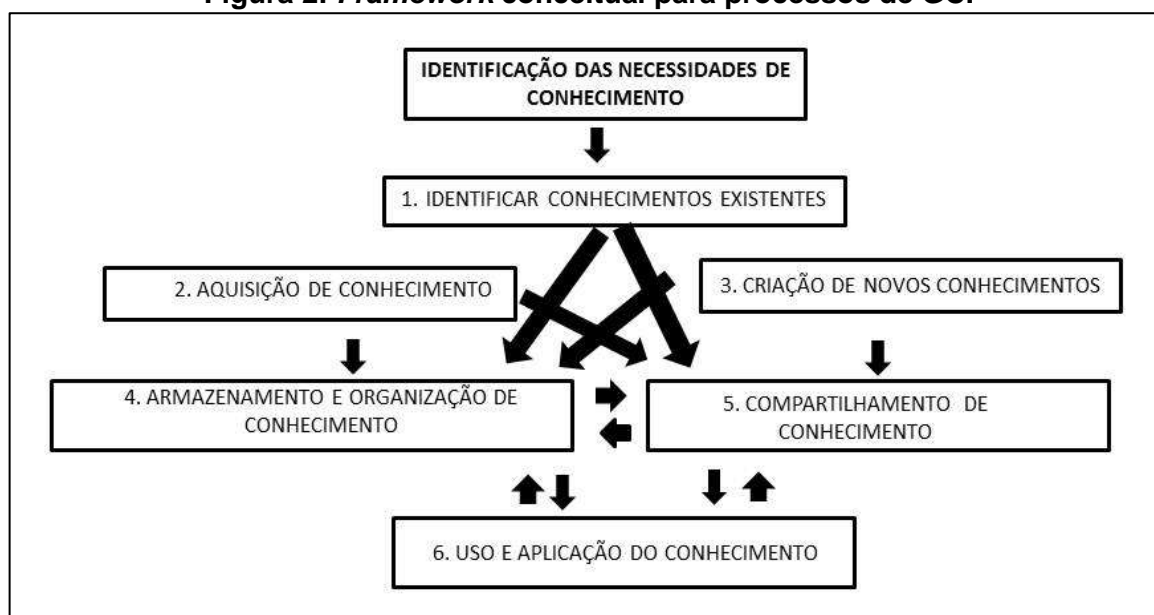 Figura 2. Framework conceitual para processos de GC.
IDENTIFICAÇÃO DAS NECESSIDADES DE
CONHECIMENTO
1. IDENTIFICAR CONHECIMENTOS EXISTENTES
2. AQUISIÇÃO DE CONHECIMENTO
3. CRIAÇÃO DE NOVOS CONHECIMENTOS
4. ARMAZENAMENTO E ORGANIZAÇÃO DE
CONHECIMENTO
5. COMPARTILHAMENTO DE
CONHECIMENTO
6. USO E APLICAÇÃO DO CONHECIMENTO